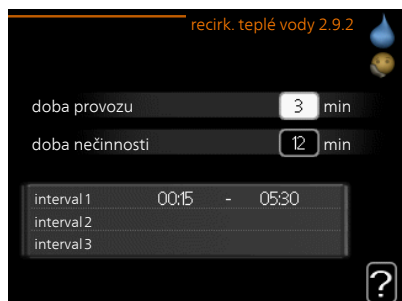 recirk. teplé vody 2.9.2
doba provozu 3 min
doba nečinnosti 12 min
interval 1 00:15 - 05:30
interval 2
interval 3
?